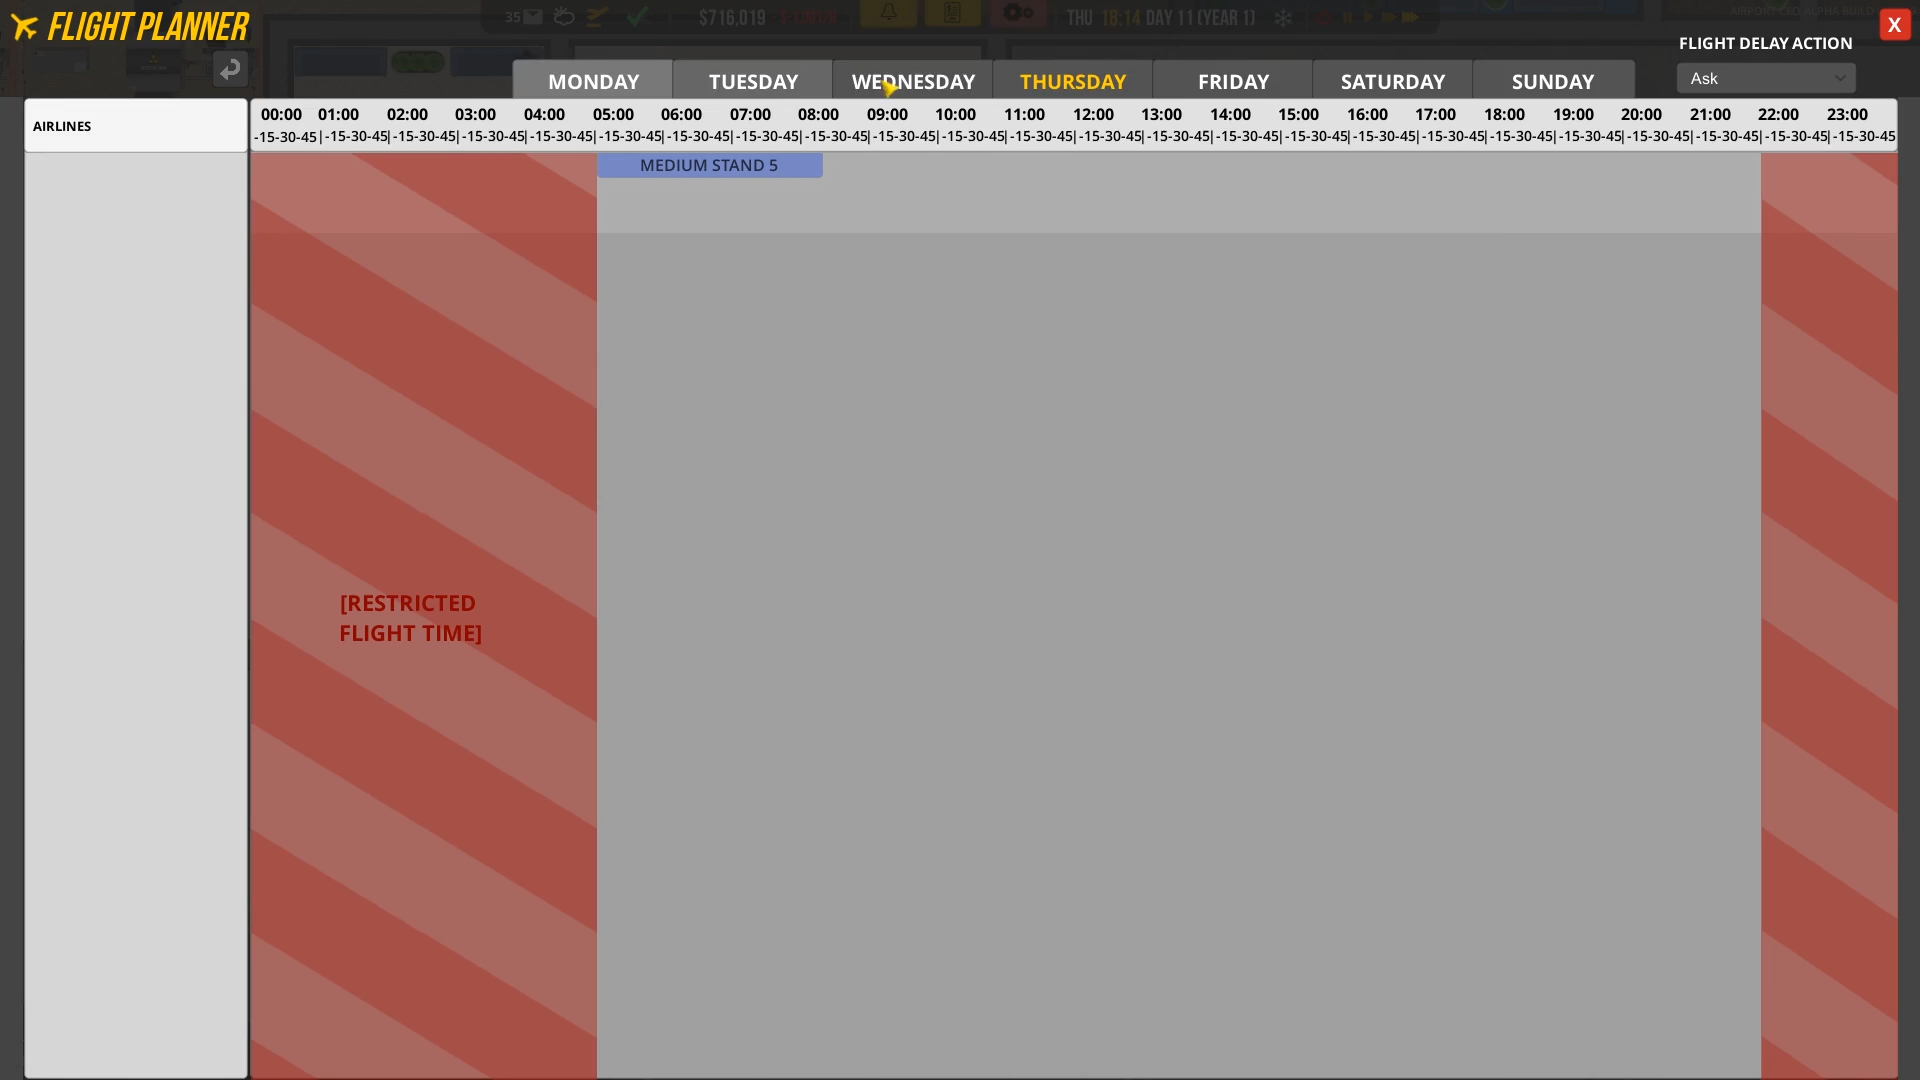 FLIGHT PLANNER
35
$716,019
THU 18:14 DAY 11 (YEAR 1)
AIRPORT CEO ALPHA BUILD
X
FLIGHT DELAY ACTION
Ask
MONDAY TUESDAY WEDNESDAY THURSDAY FRIDAY SATURDAY SUNDAY
AIRLINES
00:00 01:00 02:00 03:00 04:00 05:00 06:00 07:00 08:00 09:00 10:00 11:00 12:00 13:00 14:00 15:00 16:00 17:00 18:00 19:00 20:00 21:00 22:00 23:00
-15-30-45|-15-30-45|-15-30-45|-15-30-45|-15-30-45|-15-30-45|-15-30-45|-15-30-45|-15-30-45|-15-30-45|-15-30-45|-15-30-45|-15-30-45|-15-30-45|-15-30-45|-15-30-45|-15-30-45|-15-30-45|-15-30-45|-15-30-45|-15-30-45|-15-30-45|-15-30-45|-15-30-45
MEDIUM STAND 5
[RESTRICTED
FLIGHT TIME]